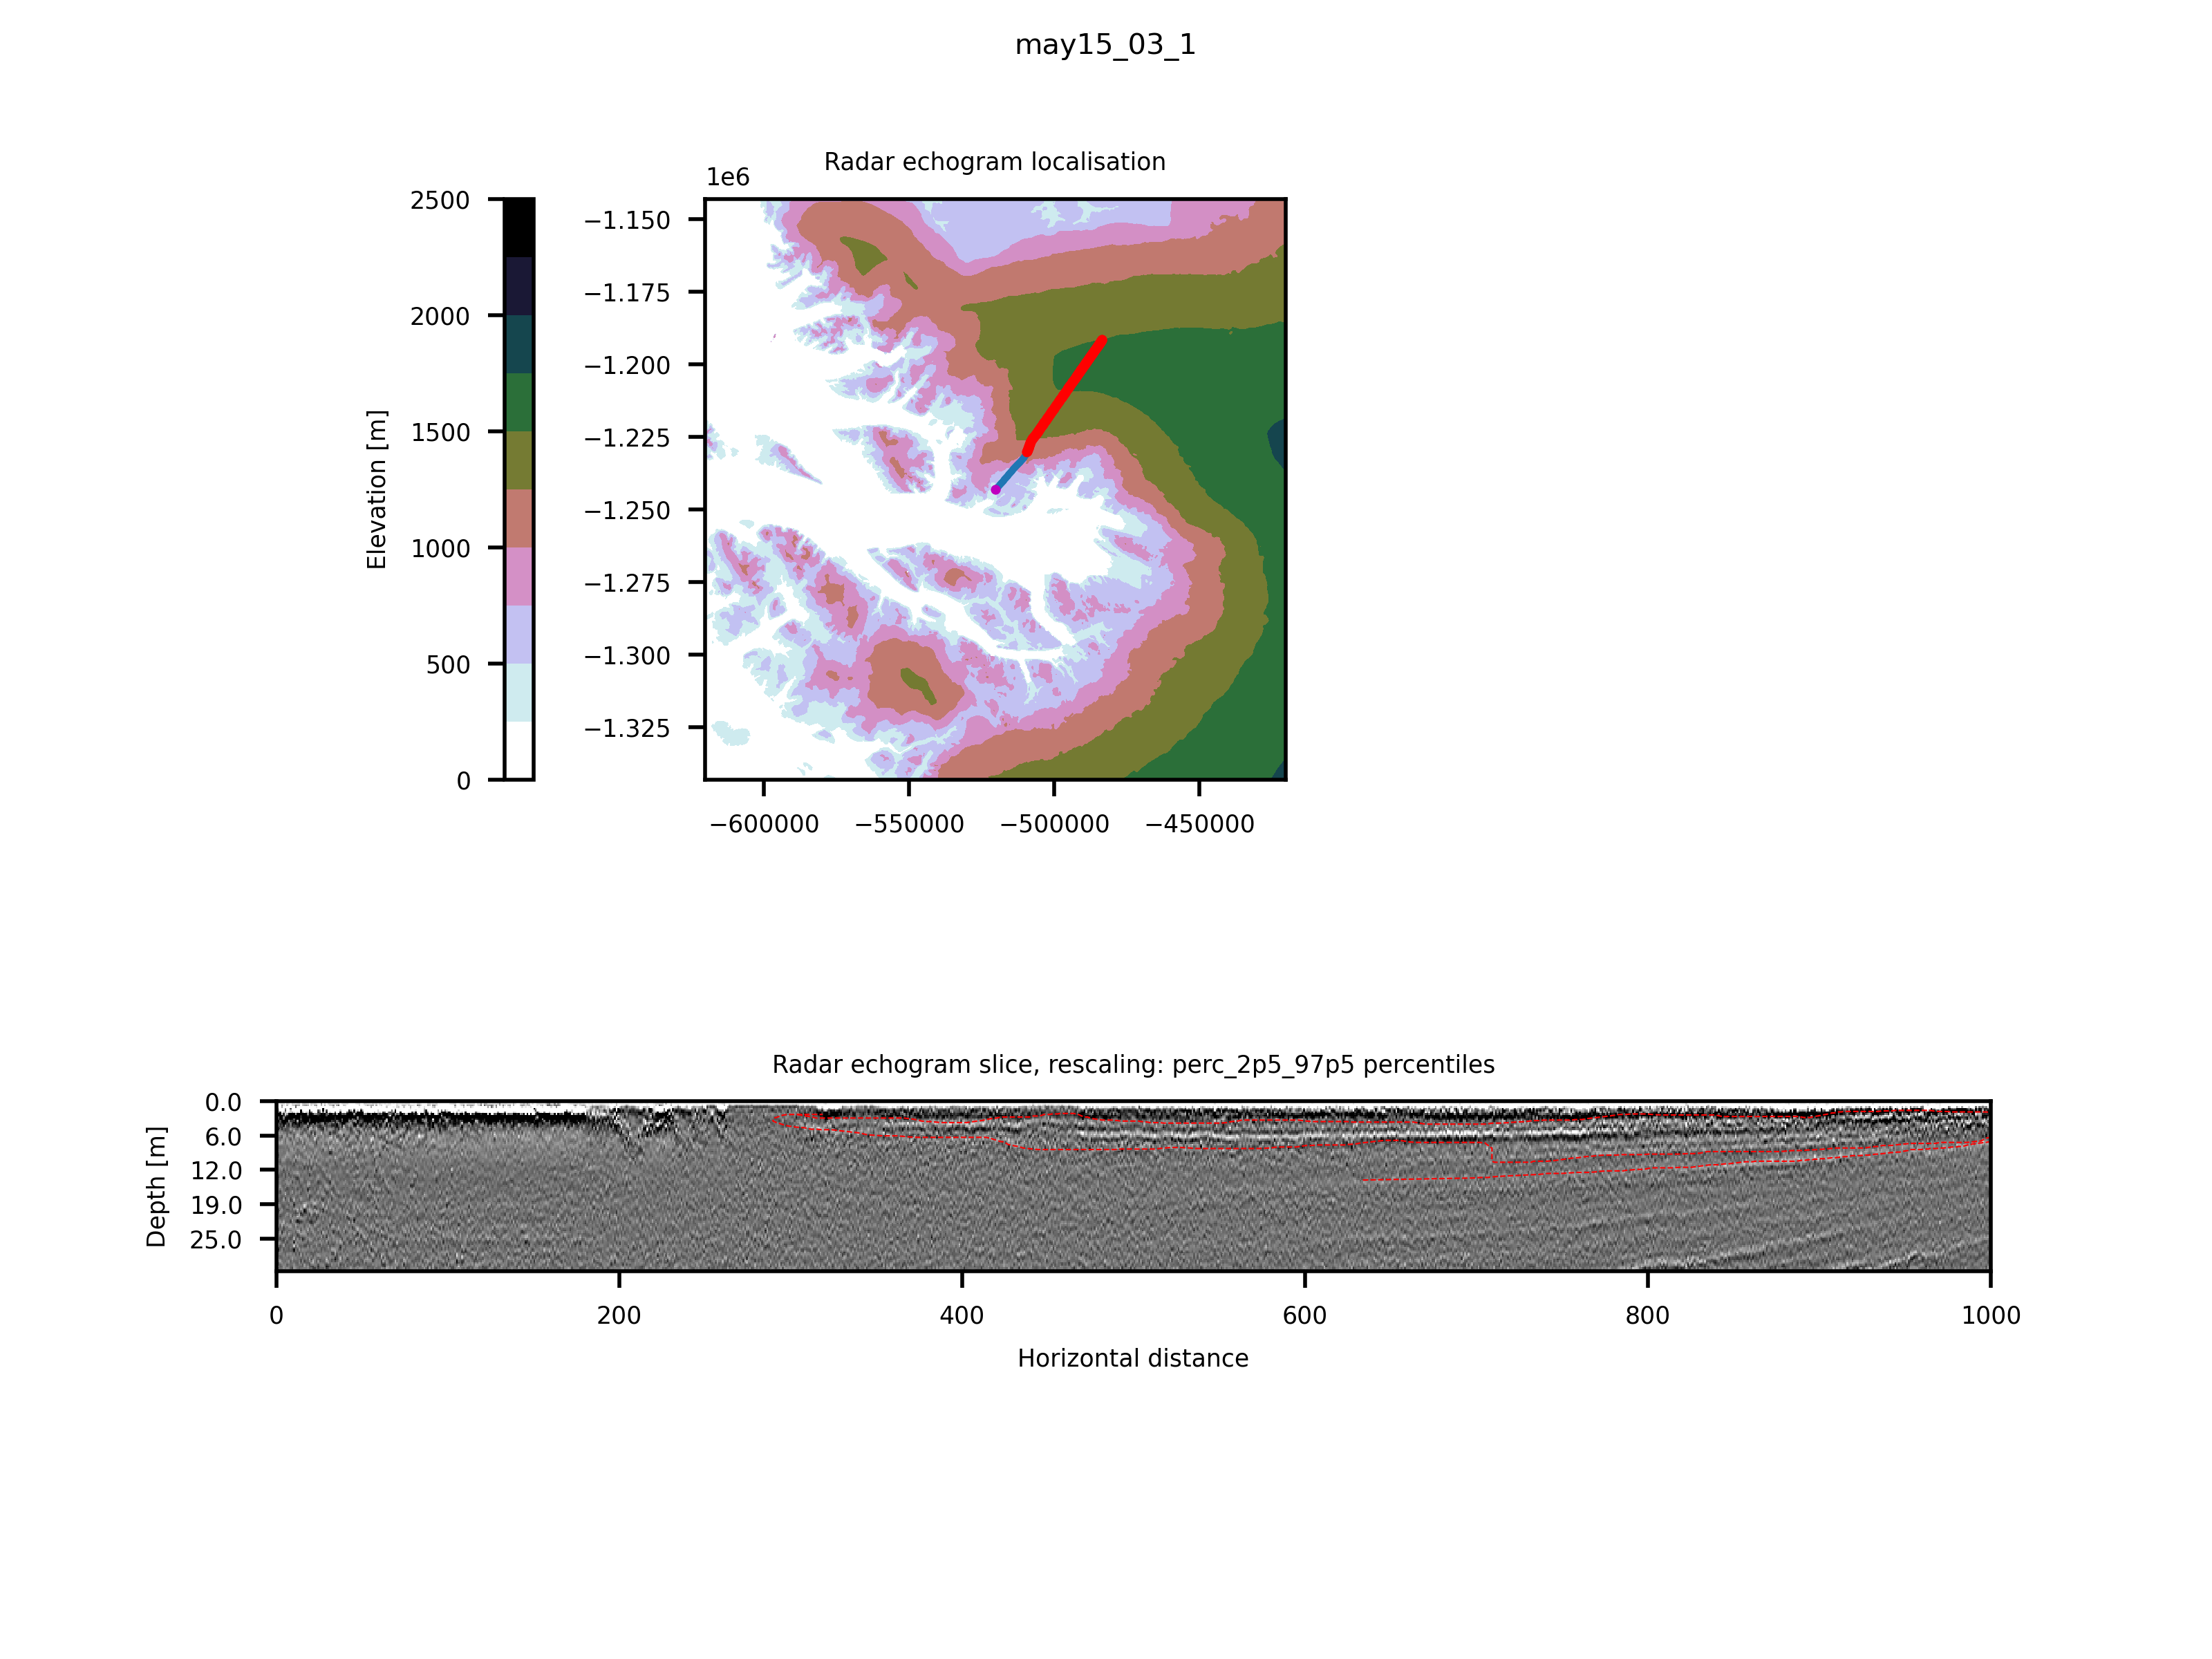 may15_03_1
Radar echogram localisation
1e6
Elevation [m]
2500
2000
1500
1000
500
0
−1.150
−1.175
−1.200
−1.225
−1.250
−1.275
−1.300
−1.325
−600000 −550000 −500000 −450000
Radar echogram slice, rescaling: perc_2p5_97p5 percentiles
Depth [m]
0.0
6.0
12.0
19.0
25.0
0 200 400 600 800 1000
Horizontal distance